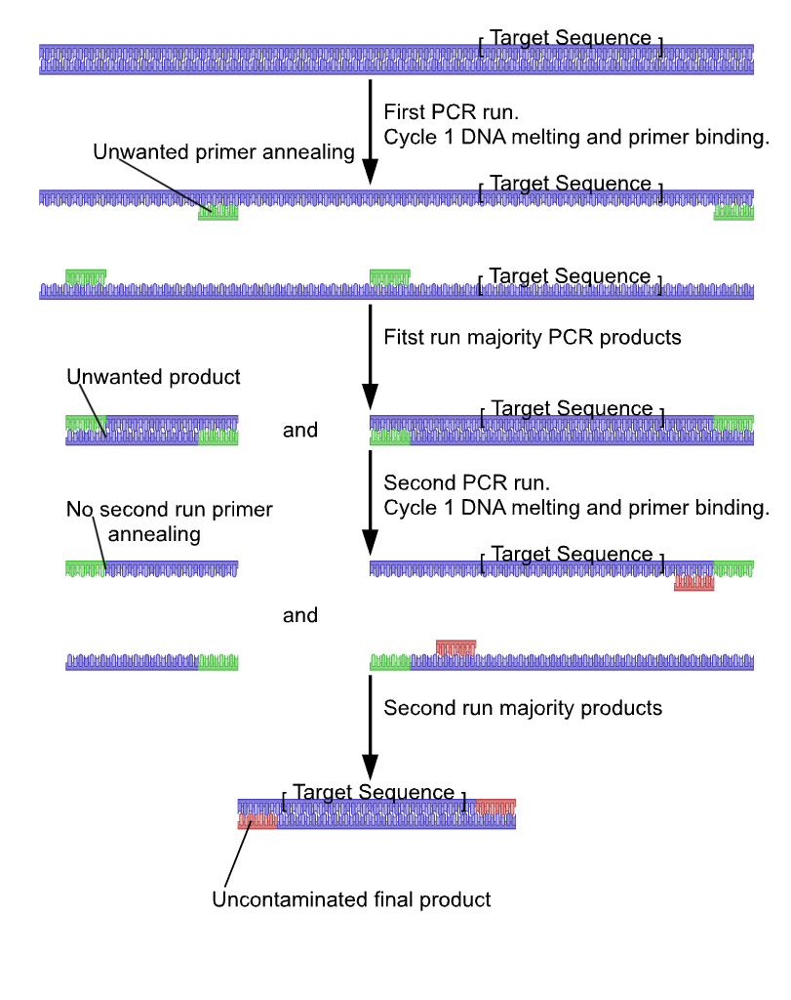 [ Target Sequence ]
First PCR run.
Cycle 1 DNA melting and primer binding.
Unwanted primer annealing
[ Target Sequence ]
[ Target Sequence ]
Fitst run majority PCR products
Unwanted product
[ Target Sequence ]
and
Second PCR run.
Cycle 1 DNA melting and primer binding.
No second run primer
annealing
[ Target Sequence ]
and
Second run majority products
[ Target Sequence ]
Uncontaminated final product